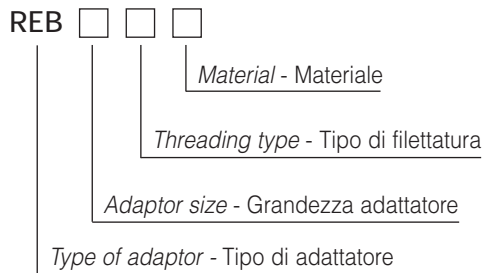 REB
Material - Materiale
Threading type - Tipo di filettatura
Adaptor size - Grandezza adattatore
Type of adaptor - Tipo di adattatore